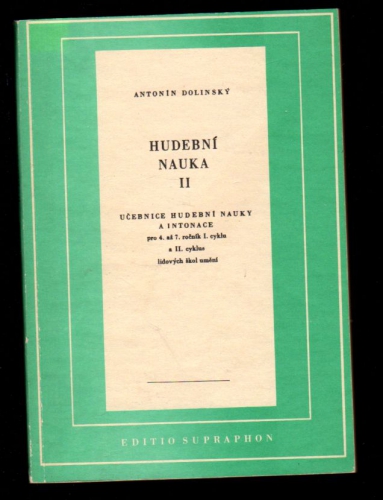 ANTONÍN DOLINSKÝ
HUDEBNÍ
NAUKA
II
UČEBNICE HUDEBNÍ NAUKY
A INTONACE
pro 4. až 7. ročník I. cyklu
a II. cyklus
lidových škol umění
EDITIO SUPRAPHON